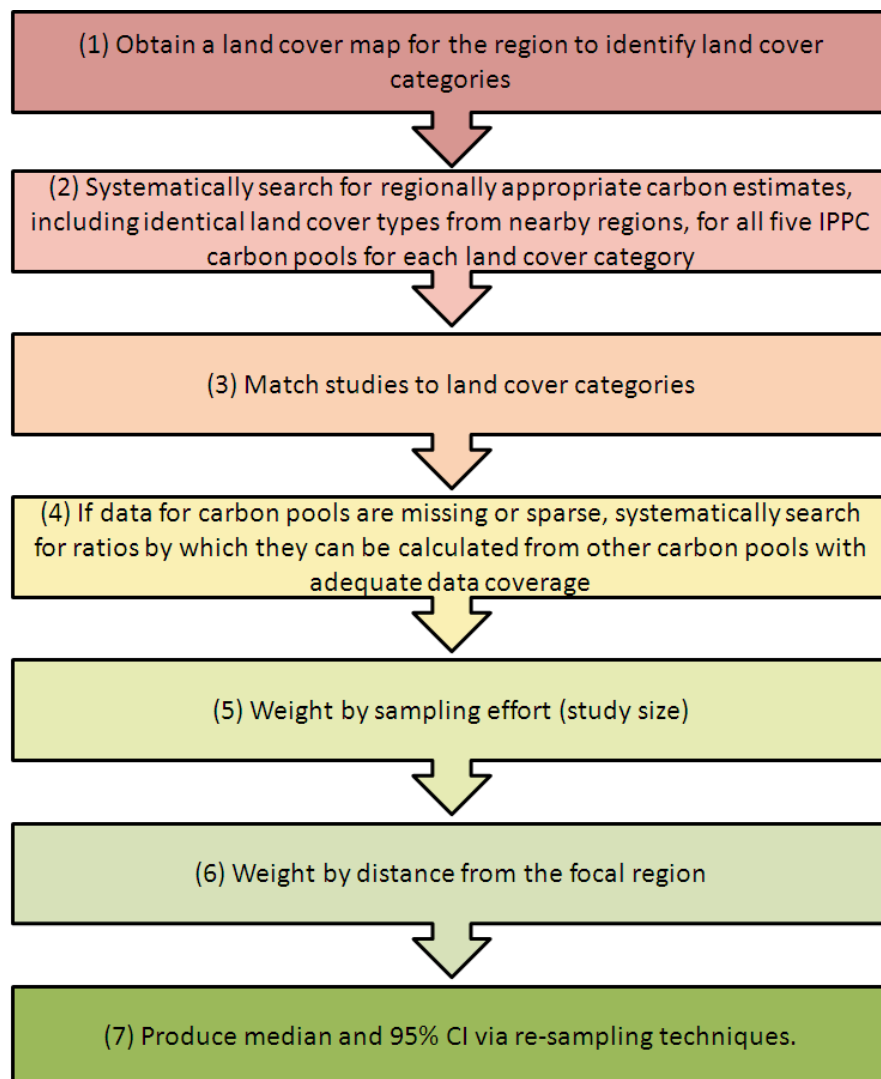 (1) Obtain a land cover map for the region to identify land cover
categories
(2) Systematically search for regionally appropriate carbon estimates,
including identical land cover types from nearby regions, for all five IPPC
carbon pools for each land cover category
(3) Match studies to land cover categories
(4) If data for carbon pools are missing or sparse, systematically search
for ratios by which they can be calculated from other carbon pools with
adequate data coverage
(5) Weight by sampling effort (study size)
(6) Weight by distance from the focal region
(7) Produce median and 95% CI via re-sampling techniques.